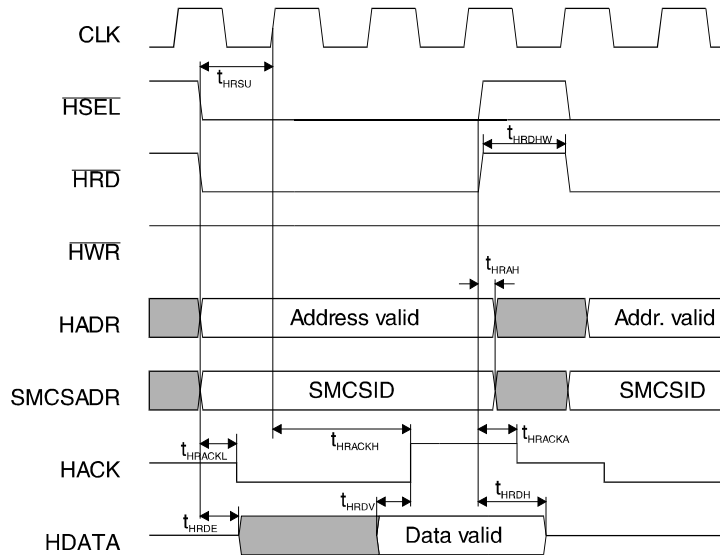 CLK
tHRSU
HSEL
tHRDHW
HRD
HWR
tHRAH
HADR Address valid Addr. valid
SMCSADR SMCSID SMCSID
tHRACKL tHRACKH tHRACKA
HACK
tHRDE tHRDV tHRDH
HDATA Data valid